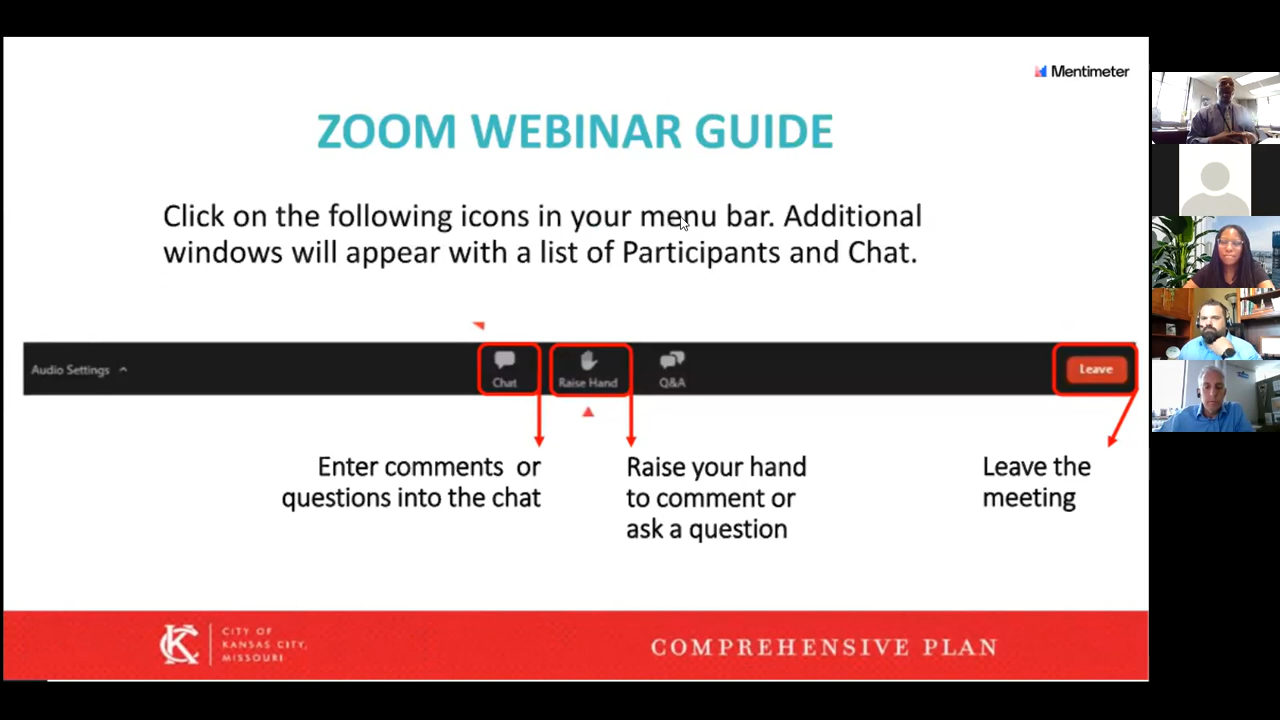 Mentimeter
ZOOM WEBINAR GUIDE
Click on the following icons in your menu bar. Additional
windows will appear with a list of Participants and Chat.
Audio Settings
Chat
Raise Hand
Q&A
Leave
Enter comments or
questions into the chat
Raise your hand
to comment or
ask a question
Leave the
meeting
KC
CITY OF
KANSAS CITY,
MISSOURI
COMPREHENSIVE PLAN